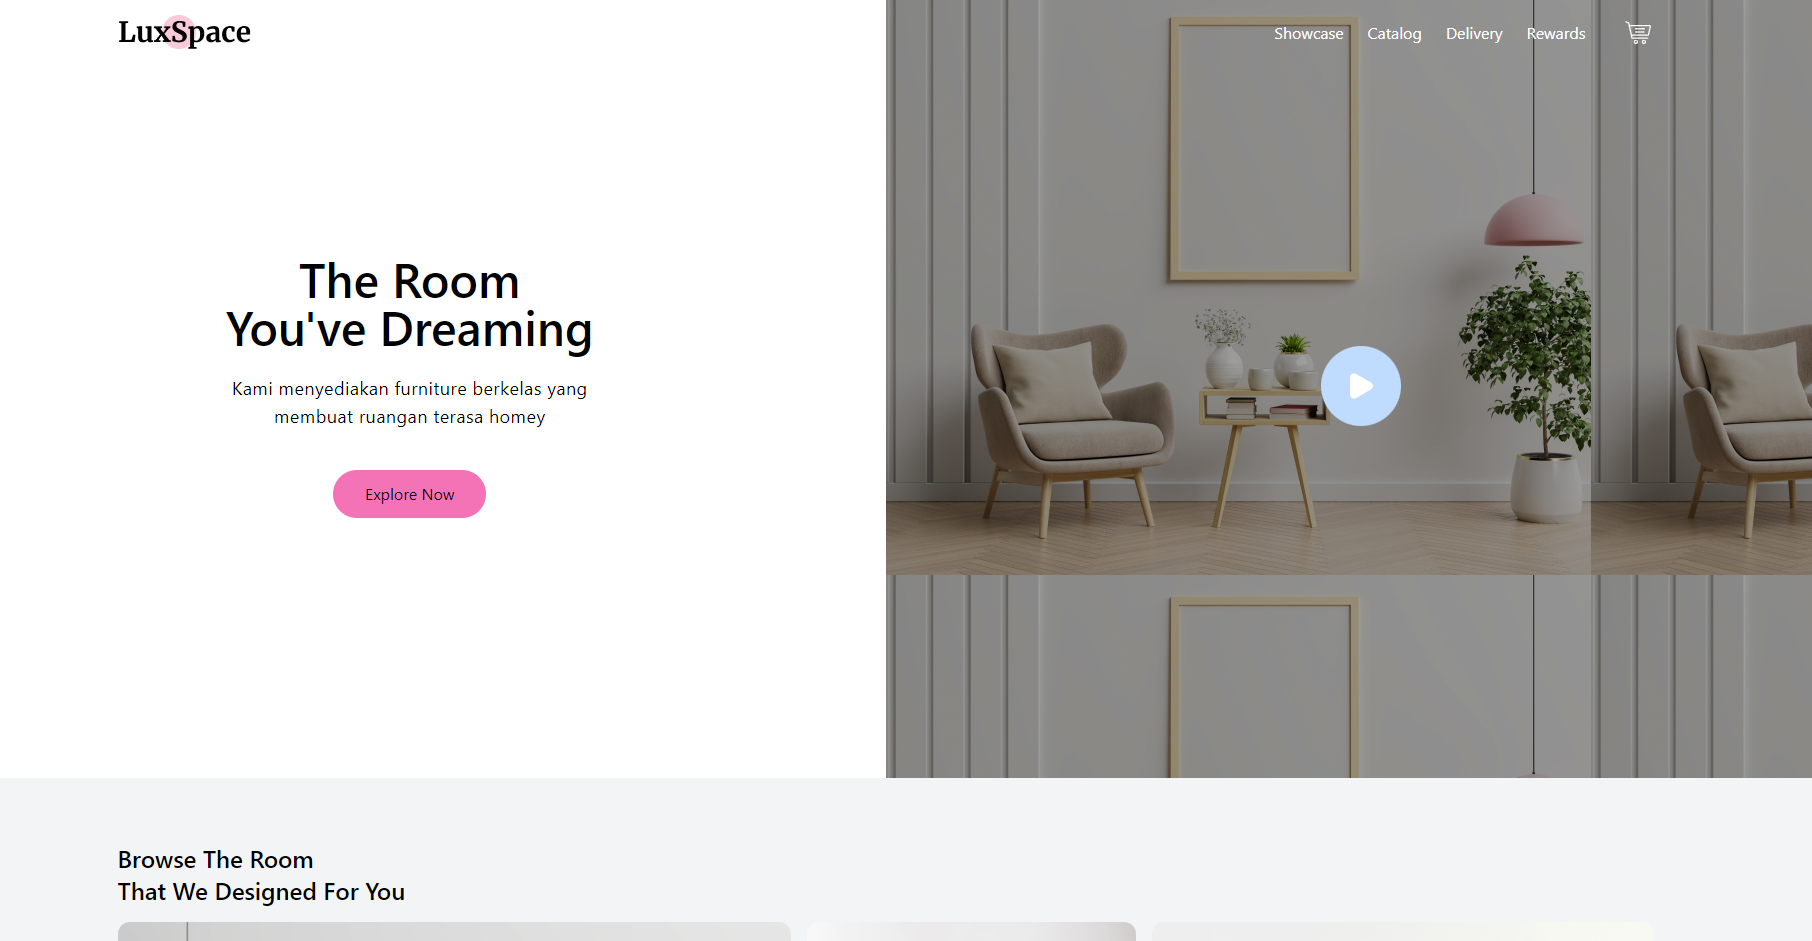 LuxSpace
Showcase Catalog Delivery Rewards
The Room
You've Dreaming
Kami menyediakan furniture berkelas yang
membuat ruangan terasa homey
Explore Now
Browse The Room
That We Designed For You